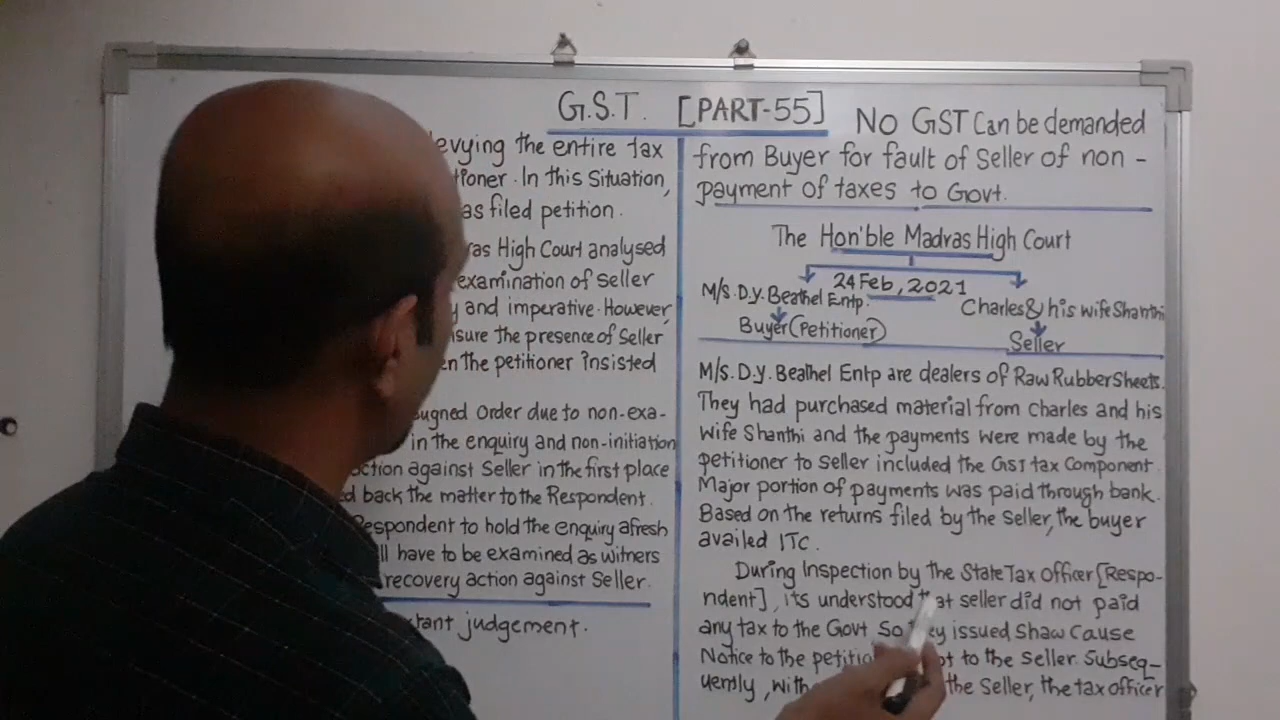 G.S.T. [PART-55]
No GST Can be demanded
from Buyer for fault of Seller of non-
payment of taxes to Govt.
The Hon'ble Madras High Court
24 Feb, 2021
M/s. D.y. Beathel Entp.
Buyer (Petitioner)
Charles & his wife Shanthi
Seller
M/s. D.y. Beathel Entp are dealers of Raw Rubber Sheets.
They had purchased material from Charles and his
wife Shanthi and the payments were made by the
petitioner to seller included the GST tax Component.
Major portion of payments was paid through bank.
Based on the returns filed by the Seller, the buyer
availed ITC.
During Inspection by the State Tax Officer [Respo-
ndent], its understood that seller did not paid
any tax to the Govt. So they issued Shaw Cause
Notice to the to the Seller. Subseq-
uently, the Seller, the tax officer
evying the entire tax
tioner. In this Situation,
as filed petition.
ras High Court analysed
examination of Seller
y and imperative. However,
nsure the presence of Seller
en the petitioner insisted
ugned Order due to non-exa-
in the enquiry and non-initiation
action against Seller in the first place
d back the matter to the Respondent.
Respondent to hold the enquiry afresh
ll have to be examined as witners
recovery action against Seller.
rtant judgement.